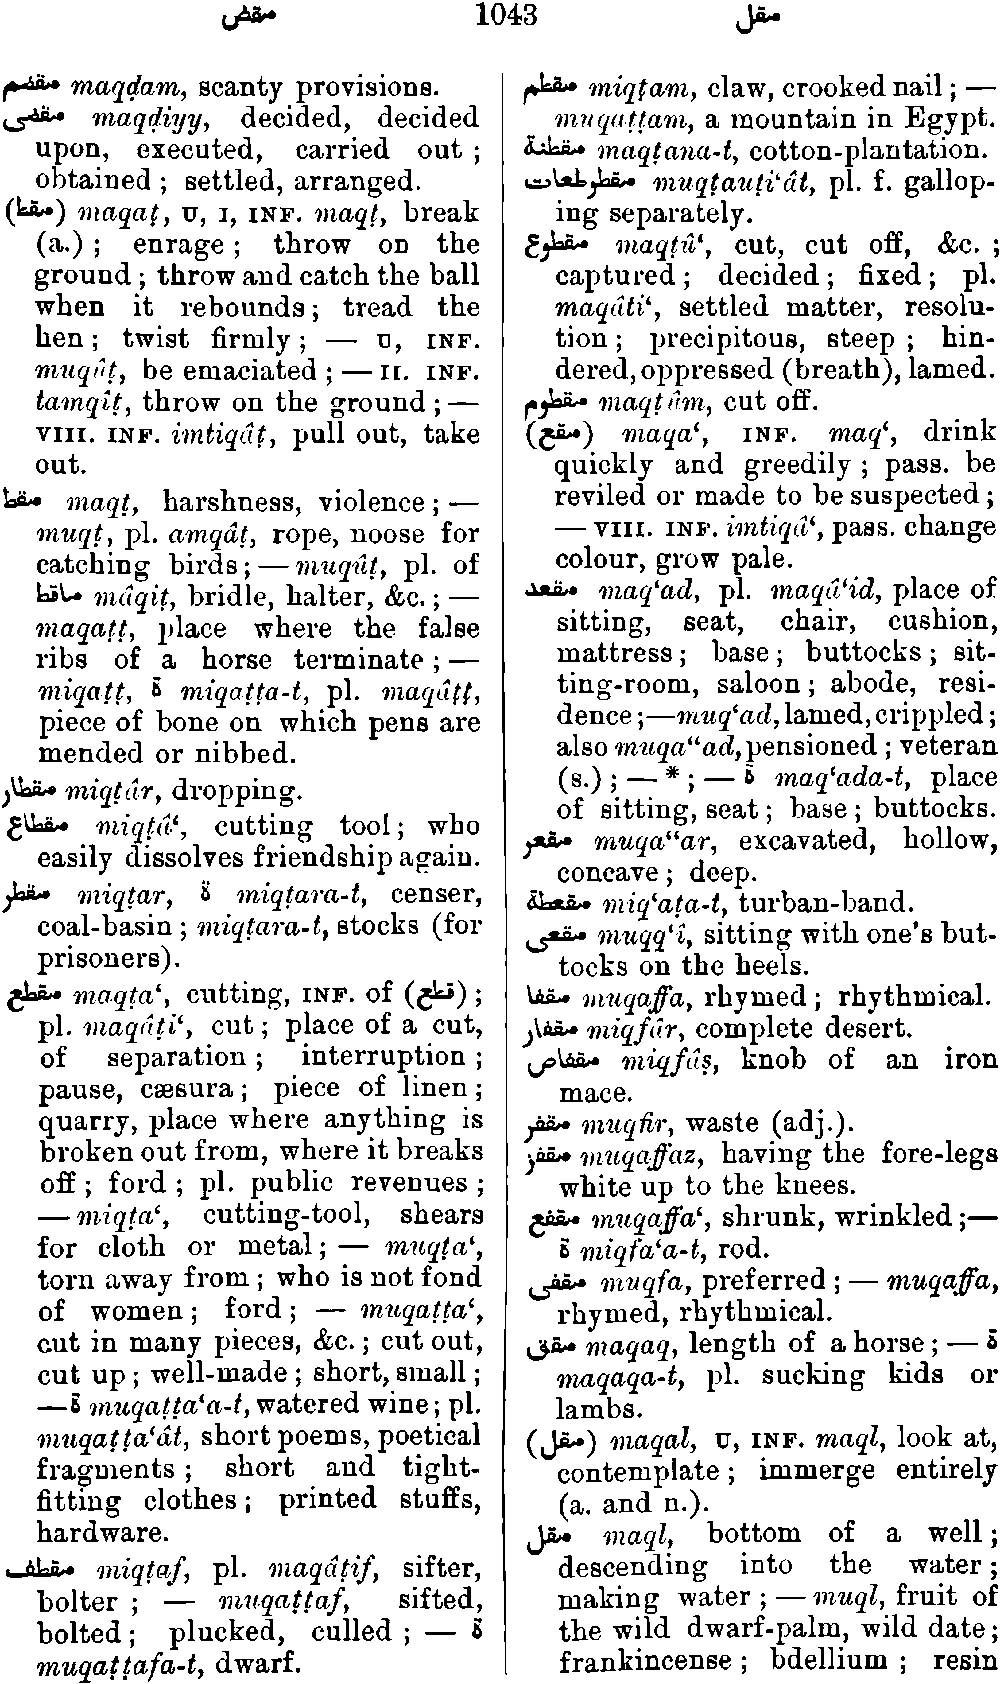 مقض 1043 مقل
مقضم maqḍam, scanty provisions.
مقضى maqḍiyy, decided, decided
upon, executed, carried out ;
obtained ; settled, arranged.
(مقط) maqaṭ, U, I, INF. maqṭ, break
(a.) ; enrage ; throw on the
ground ; throw and catch the ball
when it rebounds ; tread the
hen ; twist firmly ; — U, INF.
muqûṭ, be emaciated ; — II. INF.
tamqîṭ, throw on the ground ; —
VIII. INF. imtiqâṭ, pull out, take
out.
مقط maqṭ, harshness, violence ; —
muqṭ, pl. amqâṭ, rope, noose for
catching birds ; — muqûṭ, pl. of
ماقط mâqiṭ, bridle, halter, &c. ; —
maqaṭṭ, place where the false
ribs of a horse terminate ; —
miqaṭṭ, ة miqaṭṭa-t, pl. maqâṭṭ,
piece of bone on which pens are
mended or nibbed.
مقطار miqṭâr, dropping.
مقطاع miqṭâ‘, cutting tool ; who
easily dissolves friendship again.
مقطر miqṭar, ة miqṭara-t, censer,
coal-basin ; miqṭara-t, stocks (for
prisoners).
مقطع maqṭa‘, cutting, INF. of (قطع) ;
pl. maqâṭi‘, cut ; place of a cut,
of separation ; interruption ;
pause, cæsura ; piece of linen ;
quarry, place where anything is
broken out from, where it breaks
off ; ford ; pl. public revenues ;
— miqṭa‘, cutting-tool, shears
for cloth or metal ; — muqṭa‘,
torn away from ; who is not fond
of women ; ford ; — muqaṭṭa‘,
cut in many pieces, &c. ; cut out,
cut up ; well-made ; short, small ;
— ة muqaṭṭa‘a-t, watered wine ; pl.
muqaṭṭa‘ât, short poems, poetical
fragments ; short and tight-
fitting clothes ; printed stuffs,
hardware.
مقطف miqṭaf, pl. maqâṭif, sifter,
bolter ; — muqaṭṭaf, sifted,
bolted ; plucked, culled ; — ة
muqaṭṭafa-t, dwarf.
مقطم miqṭam, claw, crooked nail ; —
muqaṭṭam, a mountain in Egypt.
مقطنة maqṭana-t, cotton-plantation.
مقطوطعات muqṭauṭi‘ât, pl. f. gallop-
ing separately.
مقطوع maqṭû‘, cut, cut off, &c. ;
captured ; decided ; fixed ; pl.
maqâti‘, settled matter, resolu-
tion ; precipitous, steep ; hin-
dered, oppressed (breath), lamed.
مقطوم maqṭûm, cut off.
(مقع) maqa‘, INF. maq‘, drink
quickly and greedily ; pass. be
reviled or made to be suspected ;
— VIII. INF. imtiqâ‘, pass. change
colour, grow pale.
مقعد maq‘ad, pl. maqâ‘id, place of
sitting, seat, chair, cushion,
mattress ; base ; buttocks ; sit-
ting-room, saloon ; abode, resi-
dence ;—muq‘ad, lamed, crippled ;
also muqa‘‘ad, pensioned ; veteran
(s.) ; — * ; — ة maq‘ada-t, place
of sitting, seat ; base ; buttocks.
مقعر muqa‘‘ar, excavated, hollow,
concave ; deep.
مقعطة miq‘aṭa-t, turban-band.
مقعى muqq‘î, sitting with one's but-
tocks on the heels.
مقفا muqaffa, rhymed ; rhythmical.
مقفار miqfâr, complete desert.
مقفاص miqfâṣ, knob of an iron
mace.
مقفر muqfir, waste (adj.).
مقفز muqaffaz, having the fore-legs
white up to the knees.
مقفع muqaffa‘, shrunk, wrinkled ;—
ة miqfa‘a-t, rod.
مقفى muqfa, preferred ; — muqaffa,
rhymed, rhythmical.
مقق maqaq, length of a horse ; — ة
maqaqa-t, pl. sucking kids or
lambs.
(مقل) maqal, U, INF. maql, look at,
contemplate ; immerge entirely
(a. and n.).
مقل maql, bottom of a well ;
descending into the water ;
making water ; — muql, fruit of
the wild dwarf-palm, wild date ;
frankincense ; bdellium ; resin